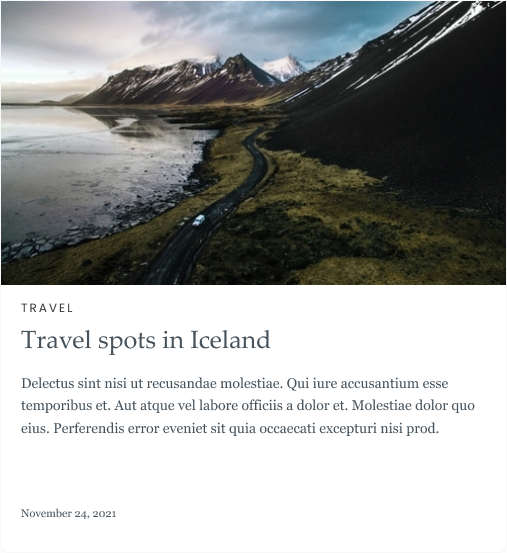 TRAVEL
Travel spots in Iceland
Delectus sint nisi ut recusandae molestiae. Qui iure accusantium esse
temporibus et. Aut atque vel labore officiis a dolor et. Molestiae dolor quo
eius. Perferendis error eveniet sit quia occaecati excepturi nisi prod.
November 24, 2021